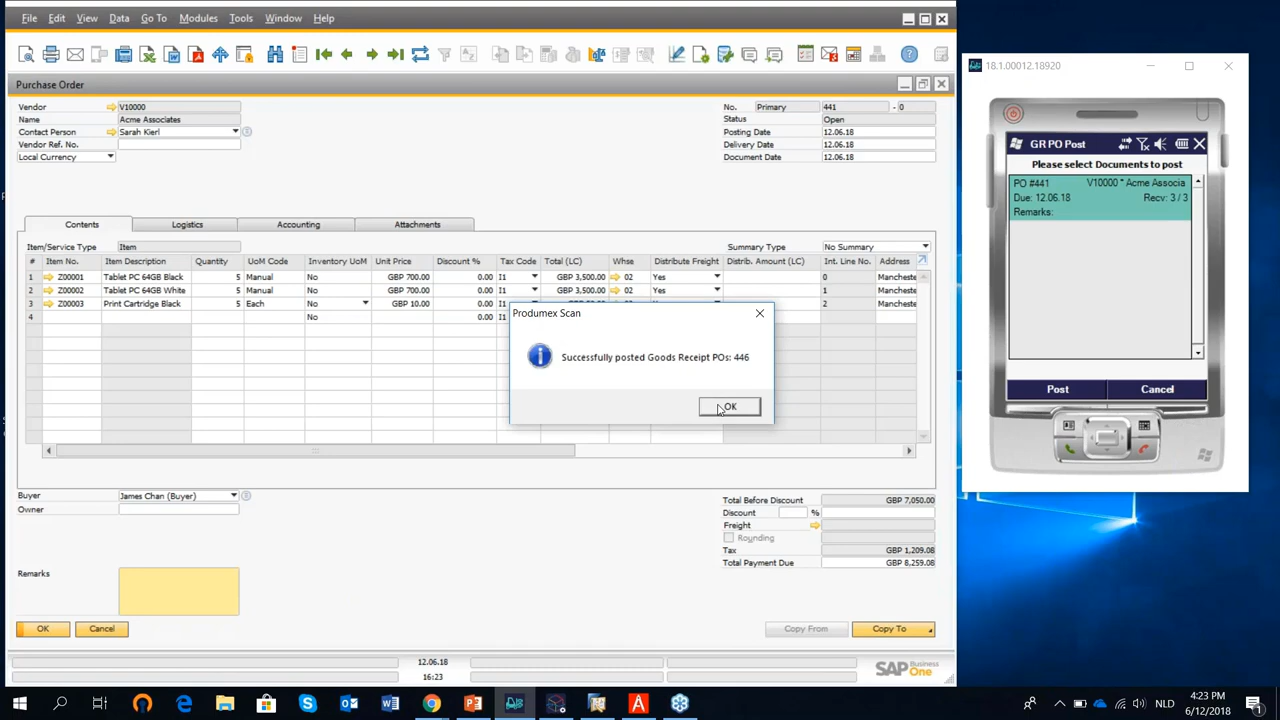 File Edit View Data Go To Modules Tools Window Help
Purchase Order
Vendor V10000
Name Acme Associates
Contact Person Sarah Kierl
Vendor Ref. No.
Local Currency
No. Primary 441 - 0
Status Open
Posting Date 12.06.18
Delivery Date 12.06.18
Document Date 12.06.18
Contents Logistics Accounting Attachments
Item/Service Type Item Summary Type No Summary
# Item No. Item Description Quantity UoM Code Inventory UoM Unit Price Discount % Tax Code Total (LC) Whse Distribute Freight Distrib. Amount (LC) Int. Line No. Address
1 Z00001 Tablet PC 64GB Black 5 Manual No GBP 700.00 0.00 I1 GBP 3,500.00 02 Yes 0 Manchester
2 Z00002 Tablet PC 64GB White 5 Manual No GBP 700.00 0.00 I1 GBP 3,500.00 02 Yes 1 Manchester
3 Z00003 Print Cartridge Black 5 Each No GBP 10.00 0.00 2 Manchester
4 No 0.00 I1
Produmex Scan
Successfully posted Goods Receipt POs: 446
OK
Buyer James Chan (Buyer)
Owner
Total Before Discount GBP 7,050.00
Discount %
Freight
Rounding
Tax GBP 1,209.08
Total Payment Due GBP 8,259.08
Remarks
OK Cancel Copy From Copy To
12.06.18
16:23
SAP Business One
18.1.00012.18920
GR PO Post
Please select Documents to post
PO #441 V10000 * Acme Associa
Due: 12.06.18 Recv: 3 / 3
Remarks:
Post Cancel
NLD
4:23 PM
6/12/2018